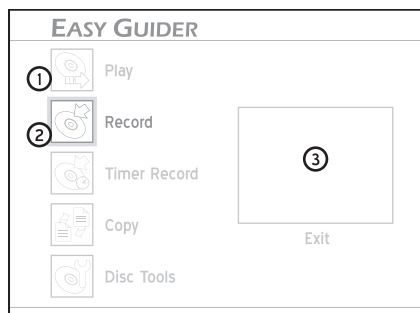 EASY GUIDER
1
Play
2
Record
3
Timer Record
Copy
Exit
Disc Tools